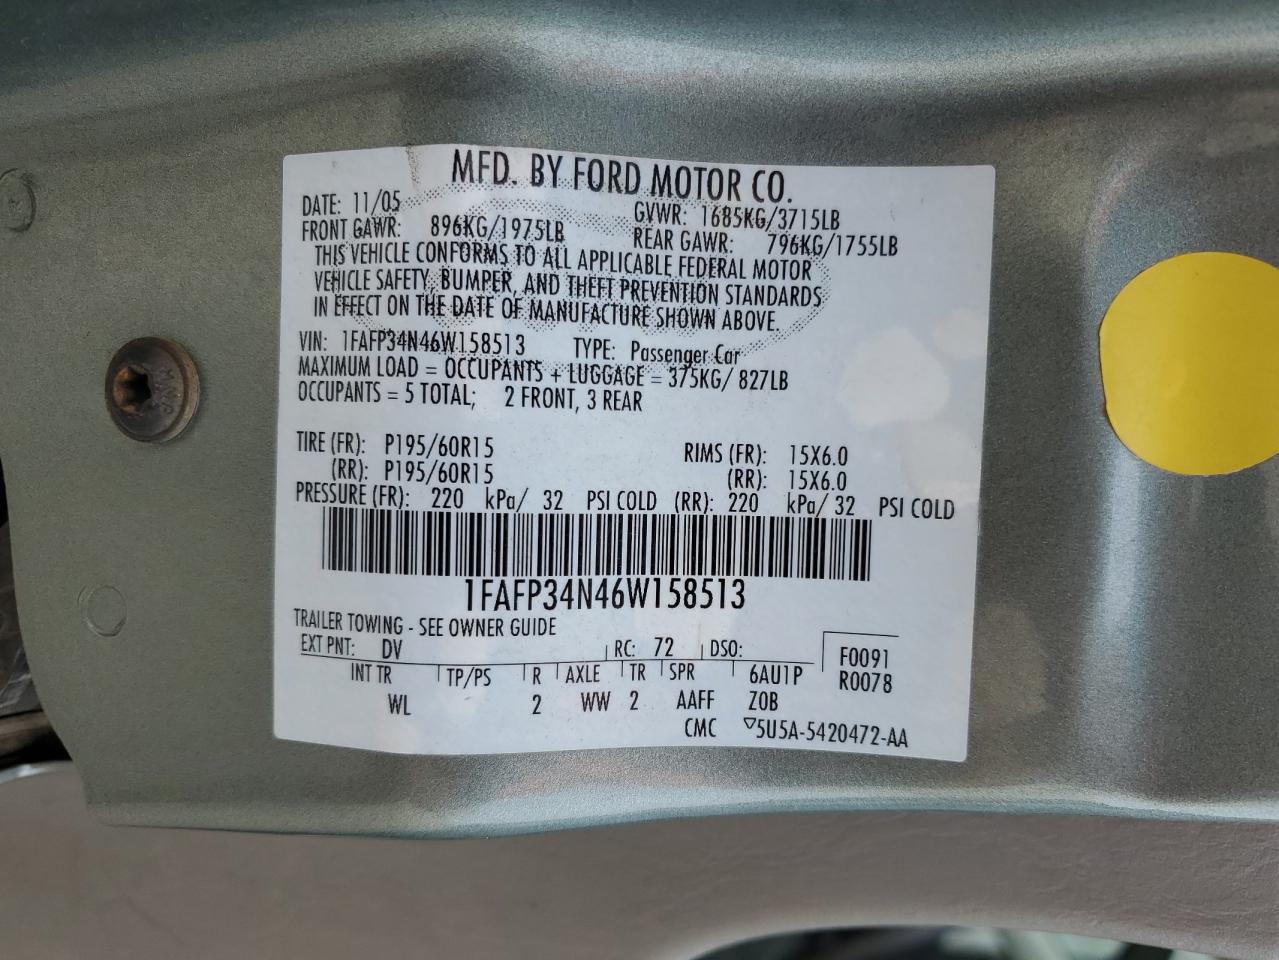 MFD. BY FORD MOTOR CO.
DATE: 11/05 GVWR: 1685KG/3715LB
FRONT GAWR: 896KG/1975LB REAR GAWR: 796KG/1755LB
THIS VEHICLE CONFORMS TO ALL APPLICABLE FEDERAL MOTOR
VEHICLE SAFETY, BUMPER, AND THEFT PREVENTION STANDARDS
IN EFFECT ON THE DATE OF MANUFACTURE SHOWN ABOVE.
VIN: 1FAFP34N46W158513 TYPE: Passenger Car
MAXIMUM LOAD = OCCUPANTS + LUGGAGE = 375KG/ 827LB
OCCUPANTS = 5 TOTAL; 2 FRONT, 3 REAR
TIRE (FR): P195/60R15 RIMS (FR): 15X6.0
(RR): P195/60R15 (RR): 15X6.0
PRESSURE (FR): 220 kPa/ 32 PSI COLD (RR): 220 kPa/ 32 PSI COLD
1FAFP34N46W158513
TRAILER TOWING - SEE OWNER GUIDE
EXT PNT: DV RC: 72 DSO: F0091
INT TR TP/PS R AXLE TR SPR 6AU1P R0078
WL 2 WW 2 AAFF Z0B
CMC ▽5U5A-5420472-AA